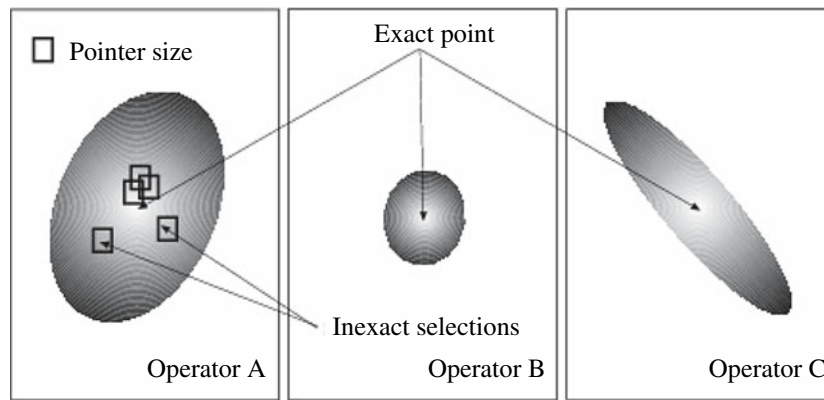 Exact point
Pointer size
Inexact selections
Operator A
Operator B
Operator C